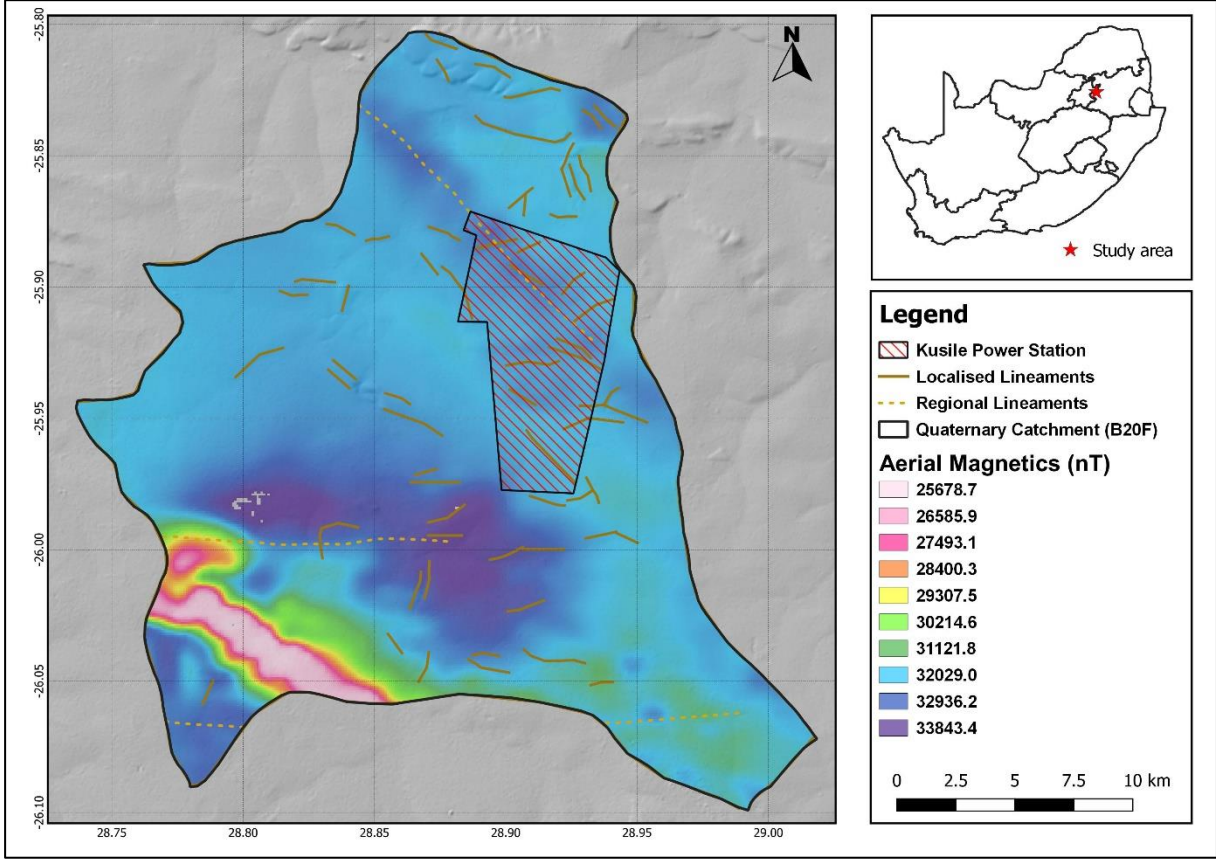 N
-25.80
-25.85
-25.90
-25.95
-26.00
-26.05
-26.10
28.75 28.80 28.85 28.90 28.95 29.00
Study area
Legend
Kusile Power Station
Localised Lineaments
Regional Lineaments
Quaternary Catchment (B20F)
Aerial Magnetics (nT)
25678.7
26585.9
27493.1
28400.3
29307.5
30214.6
31121.8
32029.0
32936.2
33843.4
0 2.5 5 7.5 10 km